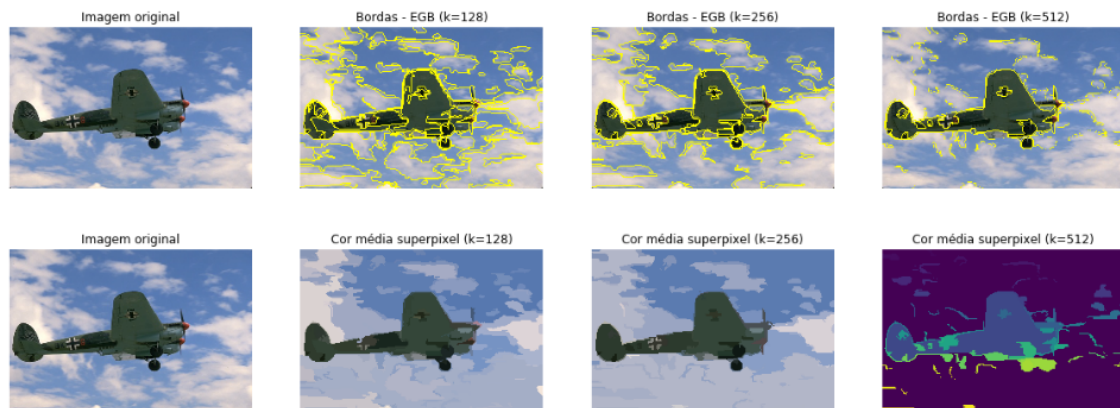 Imagem original
Bordas - EGB (k=128)
Bordas - EGB (k=256)
Bordas - EGB (k=512)
Imagem original
Cor média superpixel (k=128)
Cor média superpixel (k=256)
Cor média superpixel (k=512)